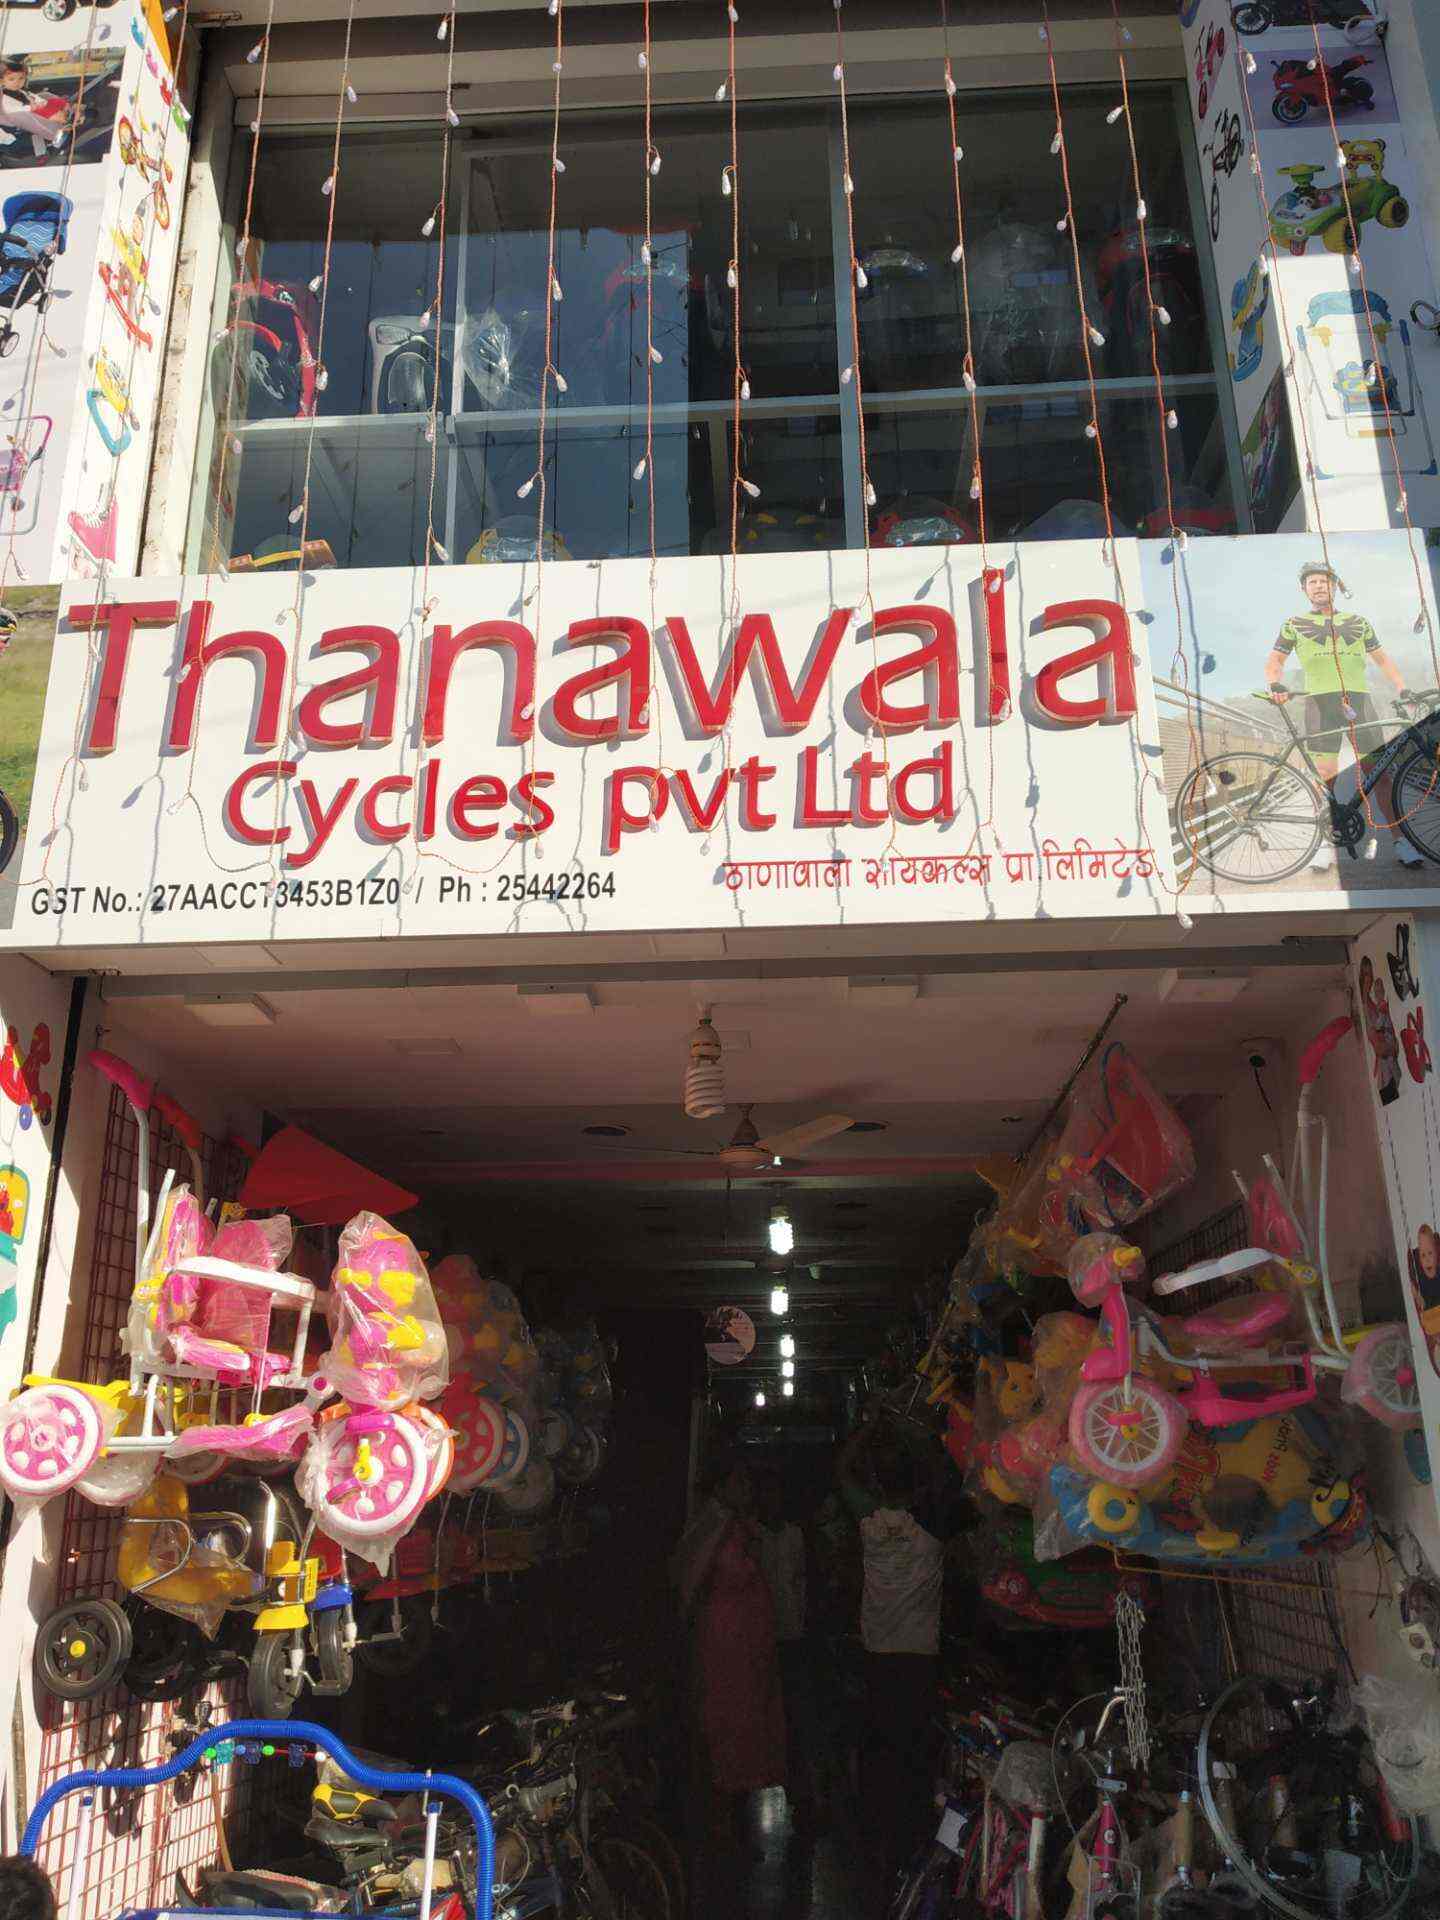 Thanawala
Cycles pvt Ltd
ठाणावाला सायकल्स प्रा.लिमिटेड.
GST No.: 27AACCT3453B1Z0 / Ph : 25442264